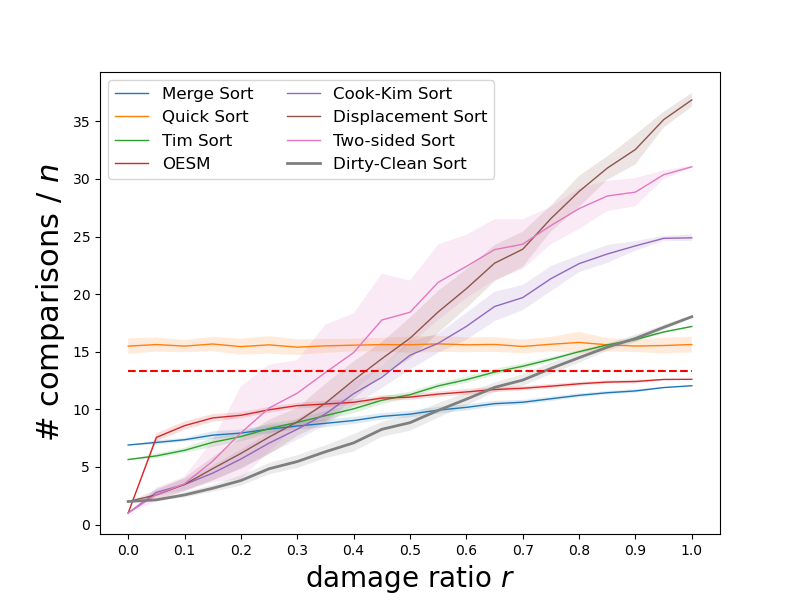 # comparisons / n
35
30
25
20
15
10
5
0
Merge Sort
Quick Sort
Tim Sort
OESM
Cook-Kim Sort
Displacement Sort
Two-sided Sort
Dirty-Clean Sort
0.0 0.1 0.2 0.3 0.4 0.5 0.6 0.7 0.8 0.9 1.0
damage ratio r